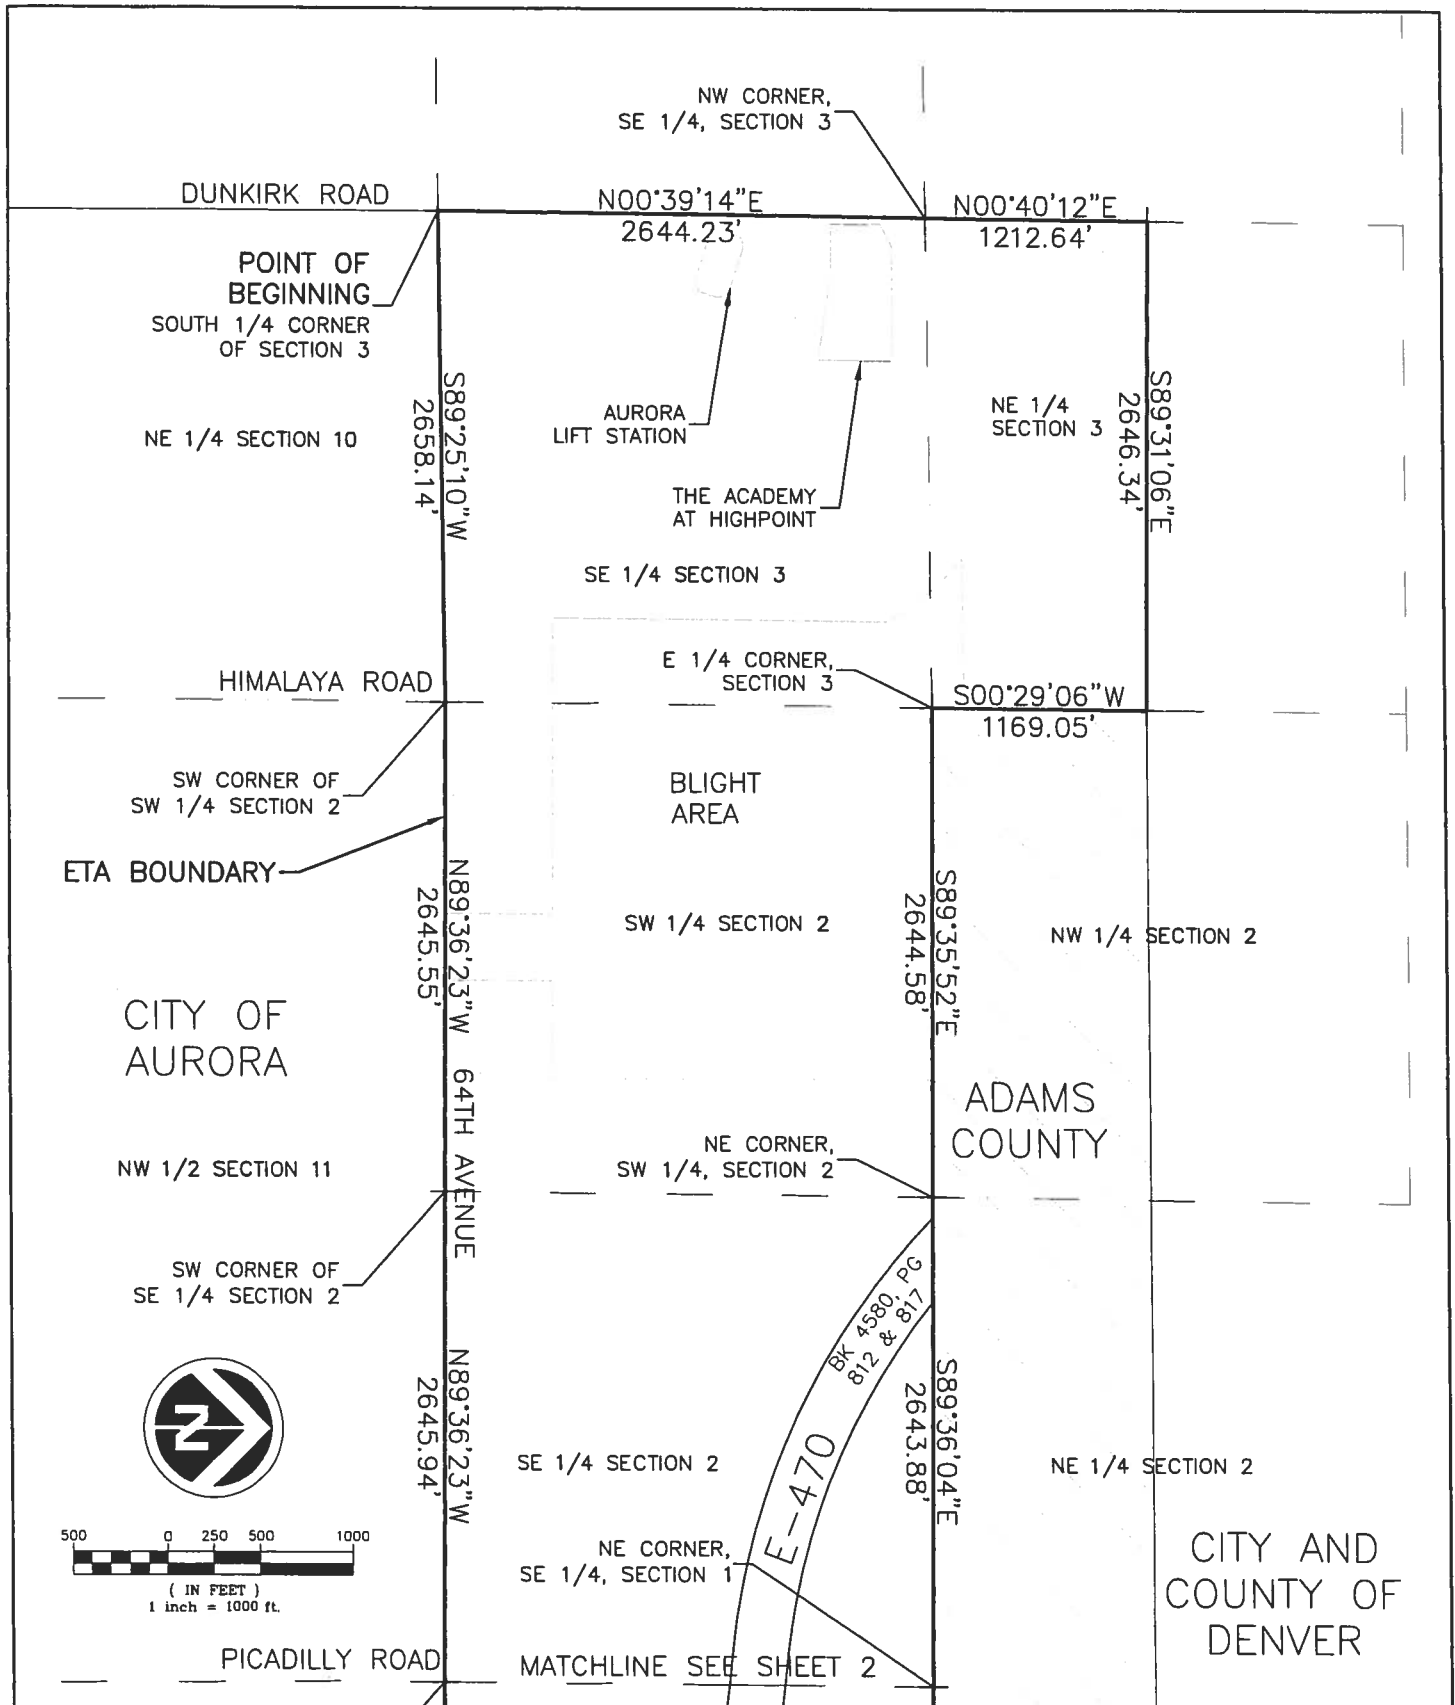 NW CORNER,
SE 1/4, SECTION 3
DUNKIRK ROAD
N00°39'14"E
2644.23'
N00°40'12"E
1212.64'
POINT OF
BEGINNING
SOUTH 1/4 CORNER
OF SECTION 3
S89°25'10"W
2658.14'
NE 1/4 SECTION 10
AURORA
LIFT STATION
NE 1/4
SECTION 3
S89°31'06"E
2646.34'
THE ACADEMY
AT HIGHPOINT
SE 1/4 SECTION 3
E 1/4 CORNER,
SECTION 3
HIMALAYA ROAD
S00°29'06"W
1169.05'
SW CORNER OF
SW 1/4 SECTION 2
BLIGHT
AREA
ETA BOUNDARY
N89°36'23"W
2645.55'
SW 1/4 SECTION 2
S89°35'52"E
2644.58'
NW 1/4 SECTION 2
CITY OF
AURORA
64TH AVENUE
ADAMS
COUNTY
NW 1/2 SECTION 11
NE CORNER,
SW 1/4, SECTION 2
SW CORNER OF
SE 1/4 SECTION 2
BK 4580, PG
812 & 817
N89°36'23"W
2645.94'
S89°36'04"E
2643.88'
Z
SE 1/4 SECTION 2
E-470
NE 1/4 SECTION 2
500 0 250 500 1000
( IN FEET )
1 inch = 1000 ft.
NE CORNER,
SE 1/4, SECTION 1
CITY AND
COUNTY OF
DENVER
PICADILLY ROAD
MATCHLINE SEE SHEET 2